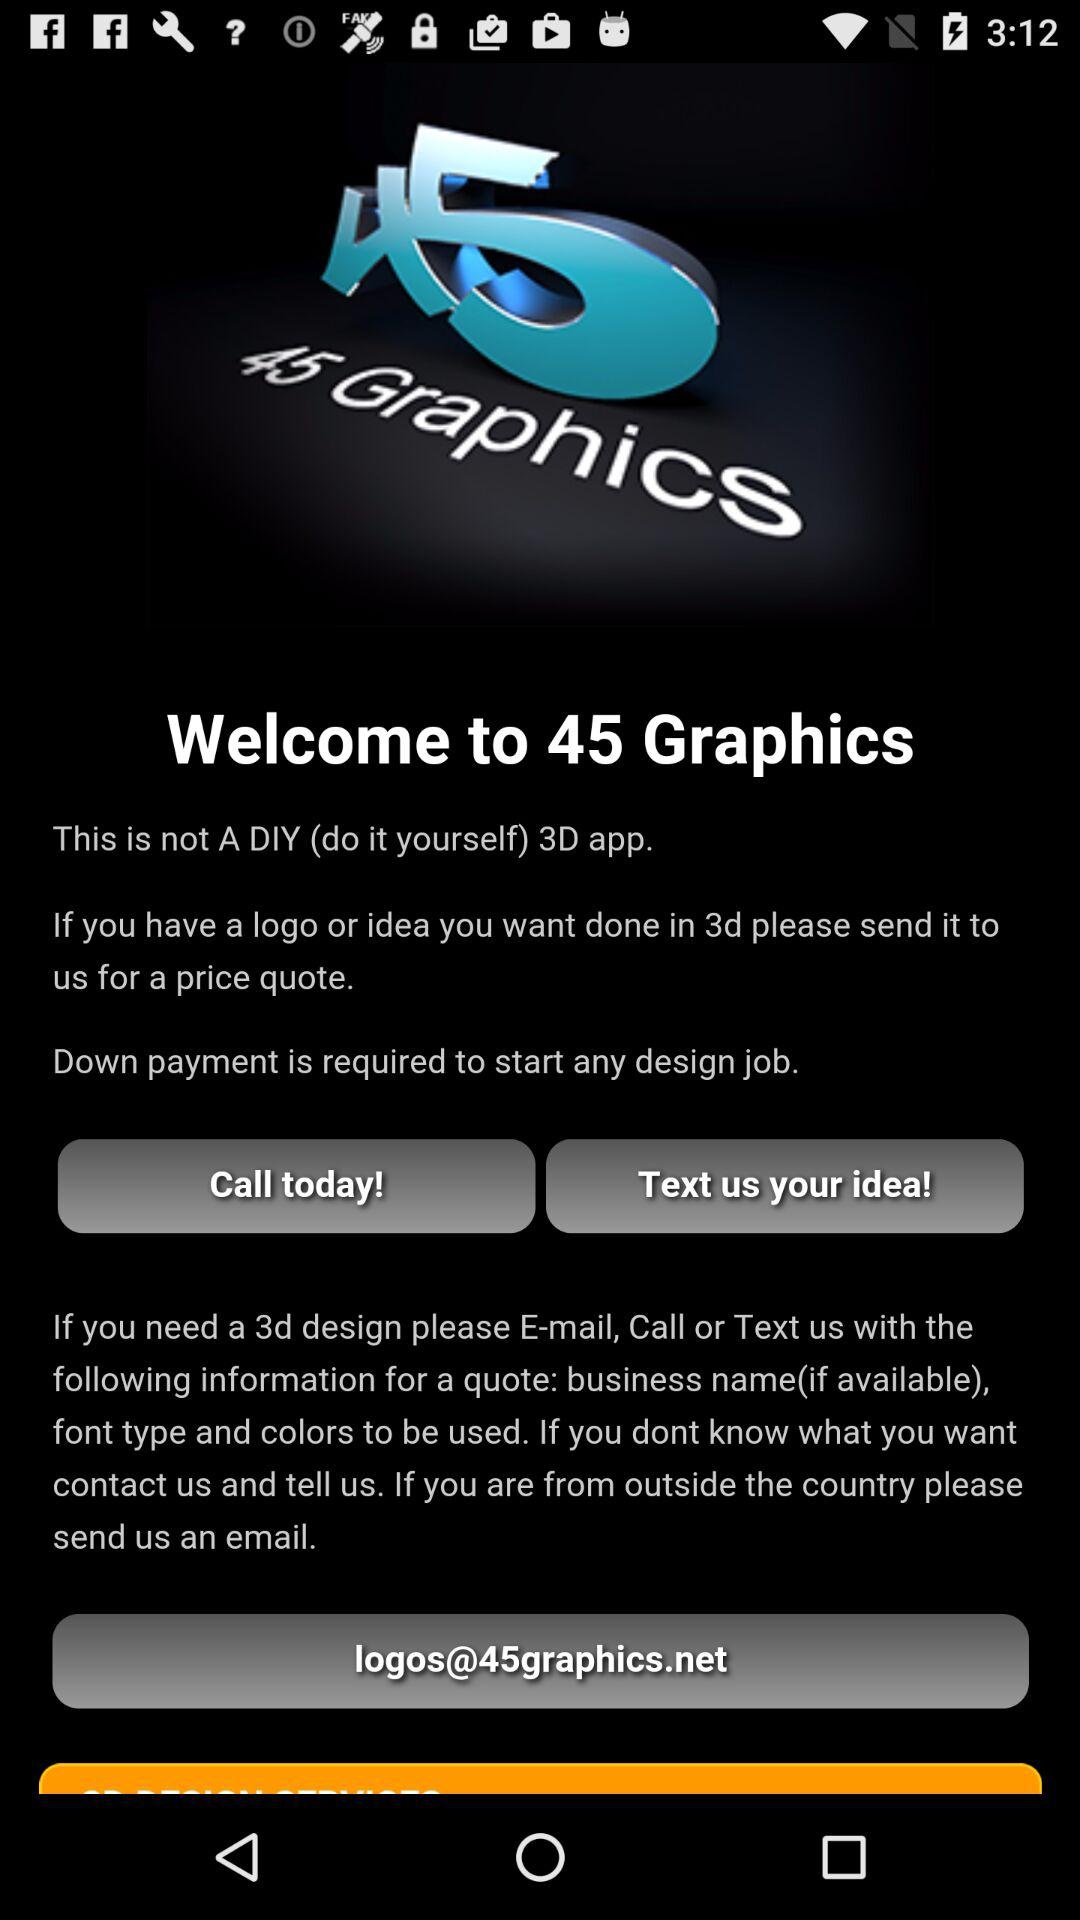 FAKE
3:12
45
45 Graphics
Welcome to 45 Graphics
This is not A DIY (do it yourself) 3D app.
If you have a logo or idea you want done in 3d please send it to
us for a price quote.
Down payment is required to start any design job.
Call today!
Text us your idea!
If you need a 3d design please E-mail, Call or Text us with the
following information for a quote: business name(if available),
font type and colors to be used. If you dont know what you want
contact us and tell us. If you are from outside the country please
send us an email.
logos@45graphics.net
3D DESIGN SERVICES